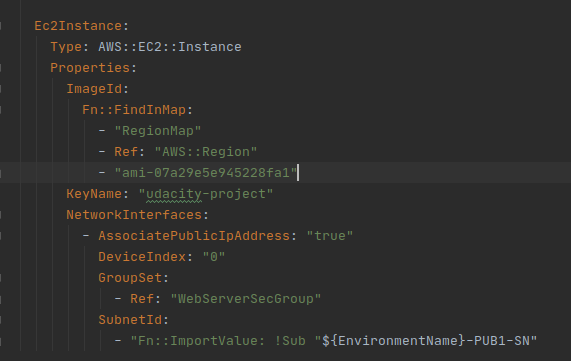 Ec2Instance:
  Type: AWS::EC2::Instance
  Properties:
    ImageId:
      Fn::FindInMap:
        - "RegionMap"
        - Ref: "AWS::Region"
        - "ami-07a29e5e945228fa1"
    KeyName: "udacity-project"
    NetworkInterfaces:
      - AssociatePublicIpAddress: "true"
        DeviceIndex: "0"
        GroupSet:
          - Ref: "WebServerSecGroup"
        SubnetId:
          - "Fn::ImportValue: !Sub "${EnvironmentName}-PUB1-SN"